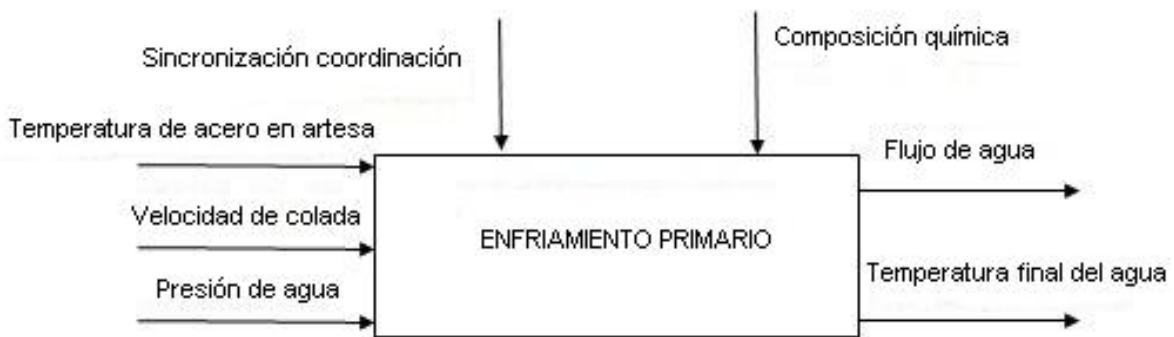 Sincronización coordinación
Composición química
Temperatura de acero en artesa
Flujo de agua
Velocidad de colada
ENFRIAMIENTO PRIMARIO
Presión de agua
Temperatura final del agua